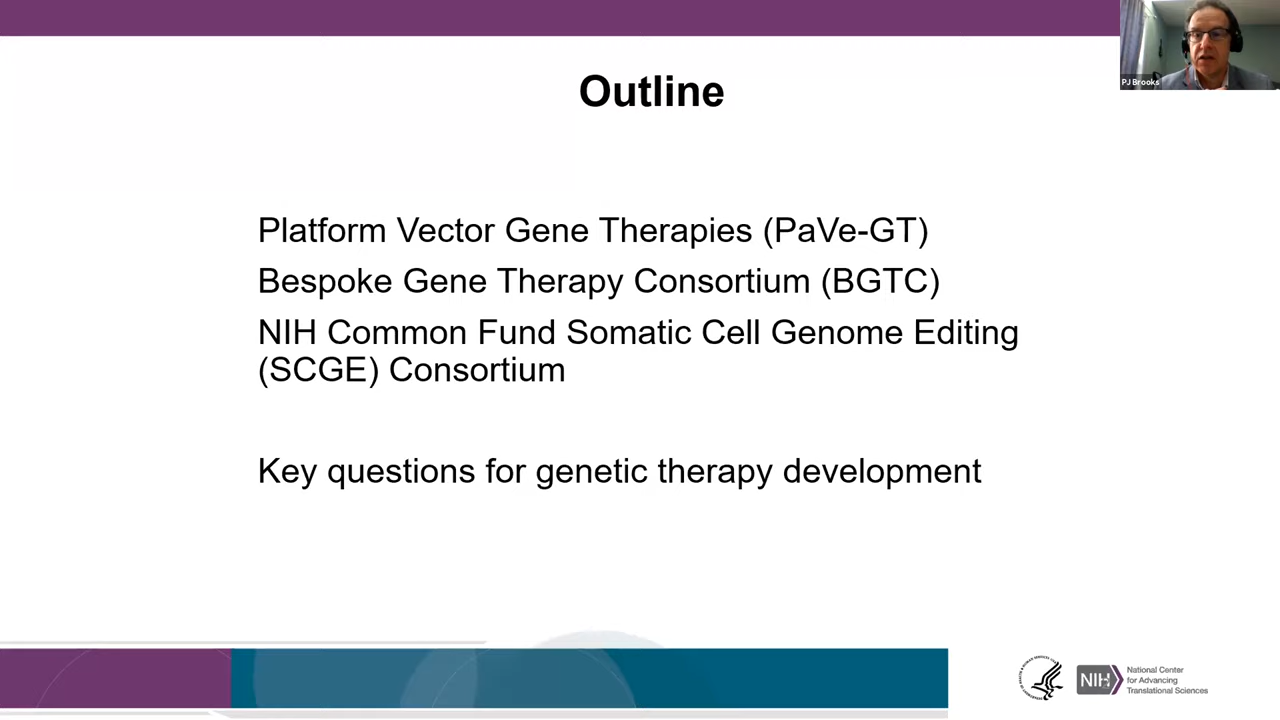 Outline
PJ Brooks
Platform Vector Gene Therapies (PaVe-GT)
Bespoke Gene Therapy Consortium (BGTC)
NIH Common Fund Somatic Cell Genome Editing
(SCGE) Consortium
Key questions for genetic therapy development
NIH
National Center
for Advancing
Translational Sciences